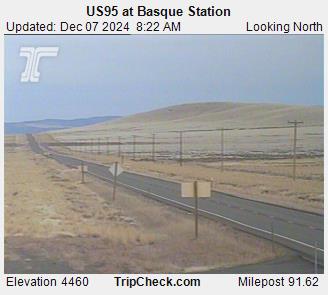 US95 at Basque Station
Updated: Dec 07 2024 8:22 AM Looking North
Elevation 4460 TripCheck.com Milepost 91.62